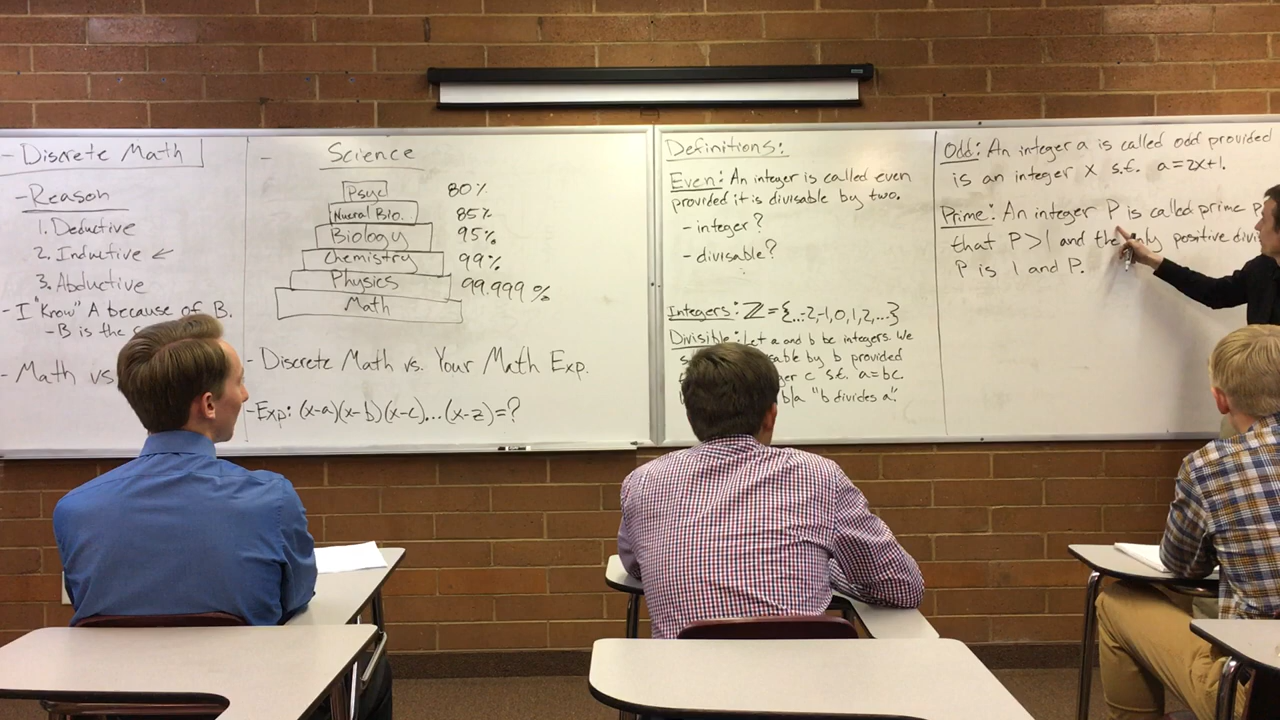 - Discrete Math
- Reason
1. Deductive
2. Inductive ←
3. Abductive
- I "Know" A because of B.
- B is the
- Math vs
- Science
Psyc 80%
Nueral Bio. 85%
Biology 95%
Chemistry 99%
Physics 99.999%
Math
- Discrete Math vs. Your Math Exp.
- Exp: (x-a)(x-b)(x-c)...(x-z)=?
Definitions:
Even: An integer is called even
provided it is divisable by two.
- integer?
- divisable?
Integers: ℤ = {...-2,-1,0,1,2,...}
Divisible: Let a and b be integers. We
sable by b provided
ger c s.t. a=bc.
b|a "b divides a".
Odd: An integer a is called odd provided
is an integer x s.t. a=2x+1.
Prime: An integer P is called prime p
that P>1 and the only positive divi
P is 1 and P.